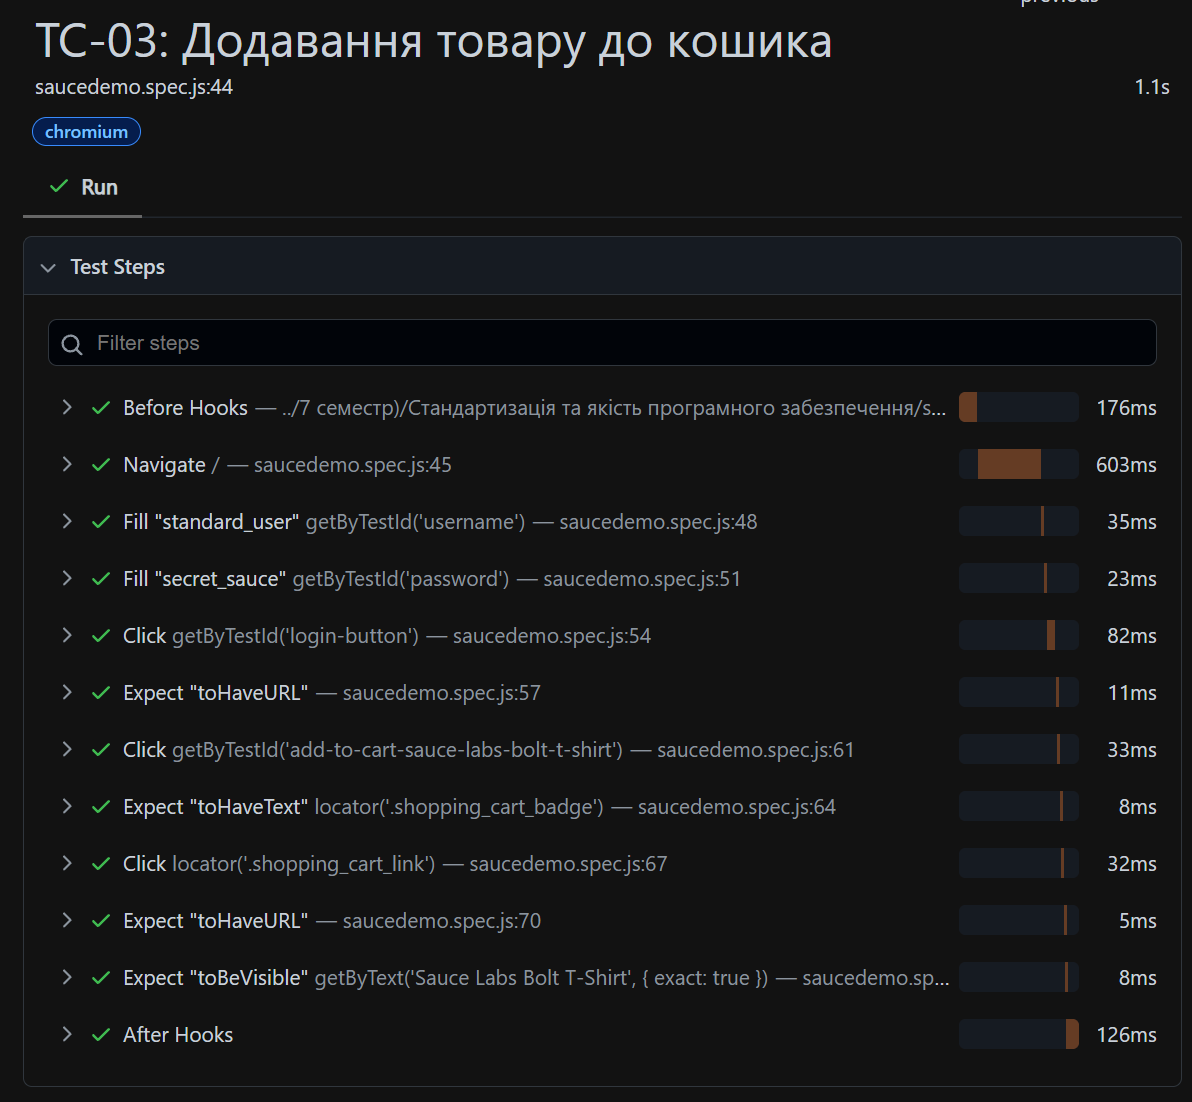 previous
TC-03: Додавання товару до кошика
saucedemo.spec.js:44 1.1s
chromium
Run
Test Steps
Filter steps
Before Hooks — ../7 семестр)/Стандартизація та якість програмного забезпечення/s... 176ms
Navigate / — saucedemo.spec.js:45 603ms
Fill "standard_user" getByTestId('username') — saucedemo.spec.js:48 35ms
Fill "secret_sauce" getByTestId('password') — saucedemo.spec.js:51 23ms
Click getByTestId('login-button') — saucedemo.spec.js:54 82ms
Expect "toHaveURL" — saucedemo.spec.js:57 11ms
Click getByTestId('add-to-cart-sauce-labs-bolt-t-shirt') — saucedemo.spec.js:61 33ms
Expect "toHaveText" locator('.shopping_cart_badge') — saucedemo.spec.js:64 8ms
Click locator('.shopping_cart_link') — saucedemo.spec.js:67 32ms
Expect "toHaveURL" — saucedemo.spec.js:70 5ms
Expect "toBeVisible" getByText('Sauce Labs Bolt T-Shirt', { exact: true }) — saucedemo.sp... 8ms
After Hooks 126ms